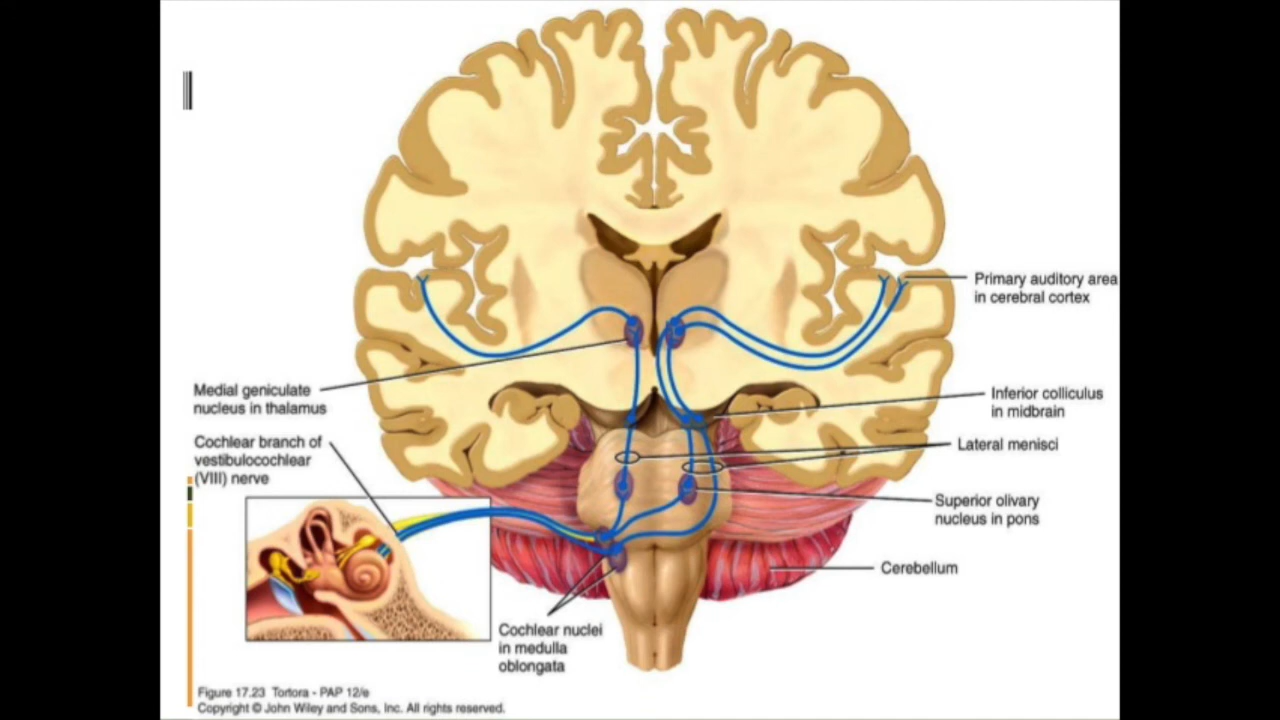 Primary auditory area
in cerebral cortex
Medial geniculate
nucleus in thalamus
Inferior colliculus
in midbrain
Cochlear branch of
vestibulocochlear
(VIII) nerve
Lateral menisci
Superior olivary
nucleus in pons
Cerebellum
Cochlear nuclei
in medulla
oblongata
Figure 17.23 Tortora - PAP 12/e
Copyright © John Wiley and Sons, Inc. All rights reserved.